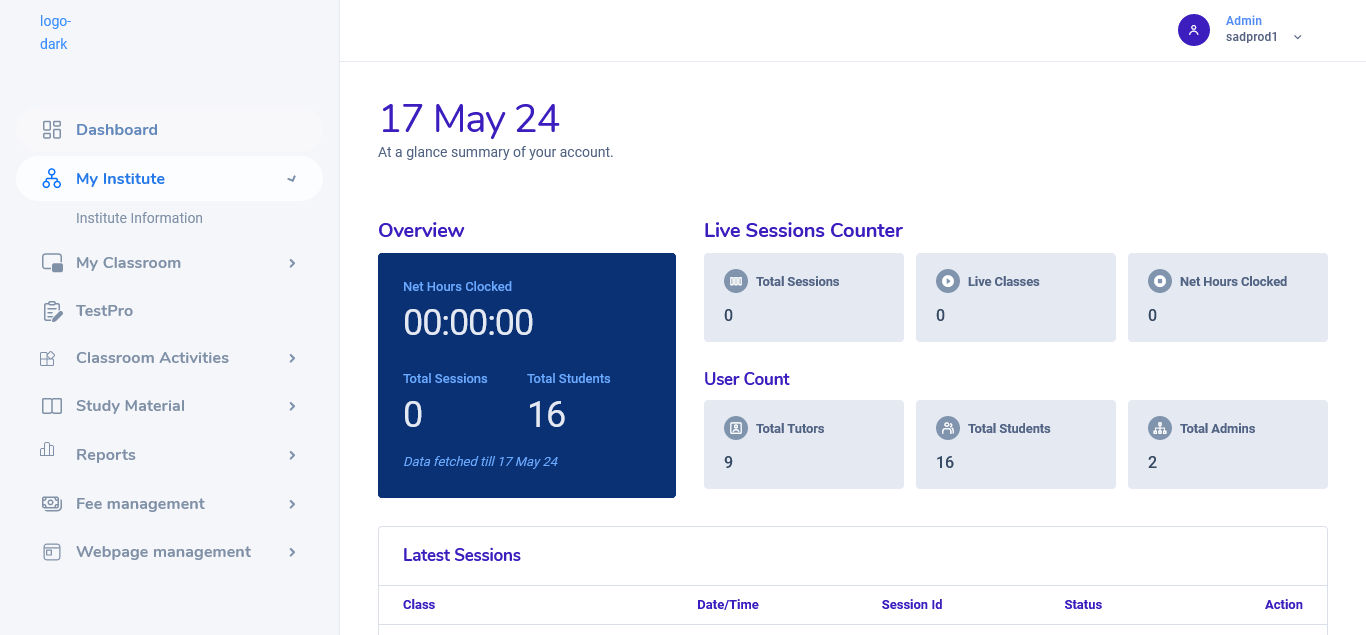 logo-
dark
Admin
sadprod1
Dashboard
My Institute
Institute Information
My Classroom
TestPro
Classroom Activities
Study Material
Reports
Fee management
Webpage management
17 May 24
At a glance summary of your account.
Overview
Net Hours Clocked
00:00:00
Total Sessions Total Students
0 16
Data fetched till 17 May 24
Live Sessions Counter
Total Sessions Live Classes Net Hours Clocked
0 0 0
User Count
Total Tutors Total Students Total Admins
9 16 2
Latest Sessions
Class Date/Time Session Id Status Action